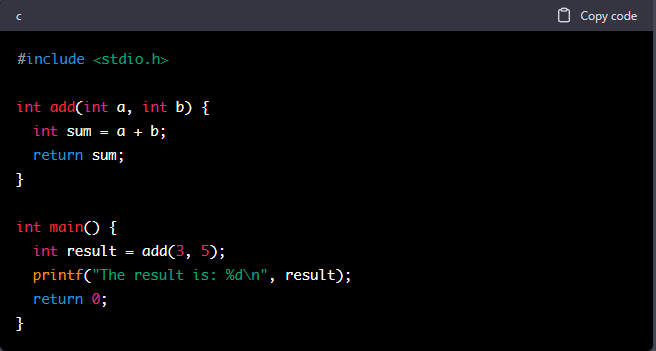 c
Copy code
#include <stdio.h>
int add(int a, int b) {
  int sum = a + b;
  return sum;
}
int main() {
  int result = add(3, 5);
  printf("The result is: %d\n", result);
  return 0;
}